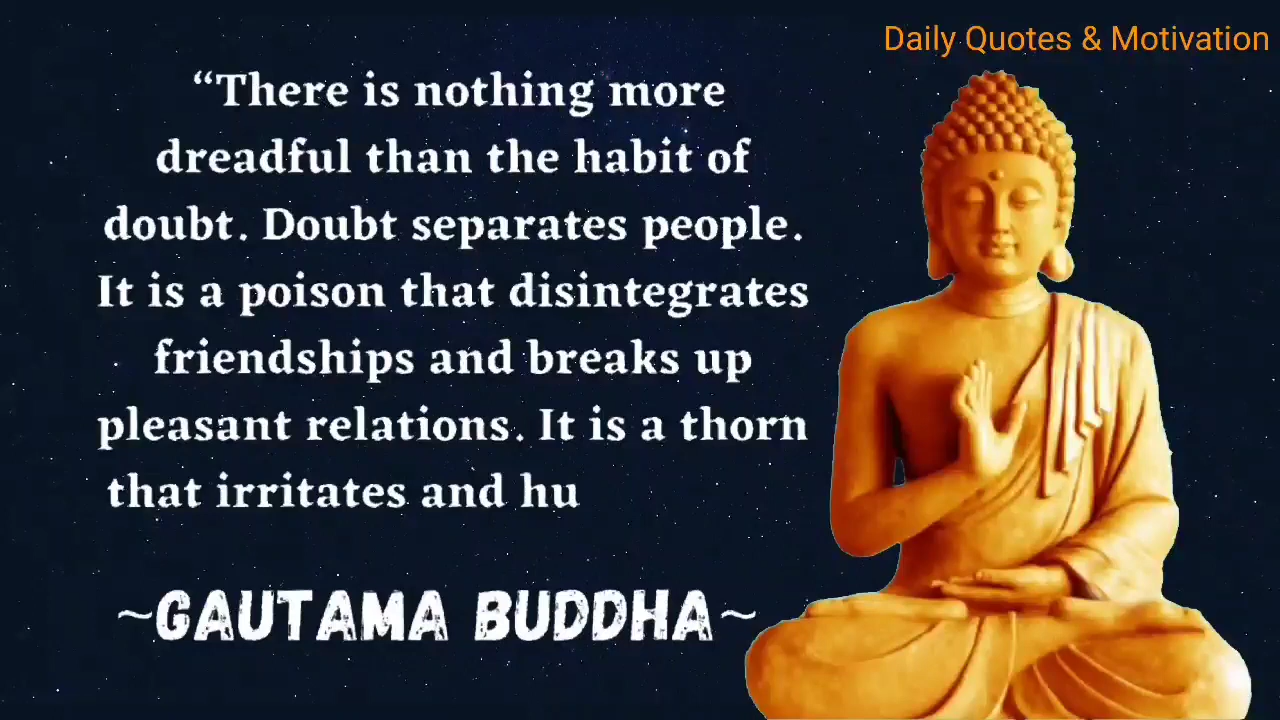 Daily Quotes & Motivation
“There is nothing more
dreadful than the habit of
doubt. Doubt separates people.
It is a poison that disintegrates
friendships and breaks up
pleasant relations. It is a thorn
that irritates and hu
~GAUTAMA BUDDHA~